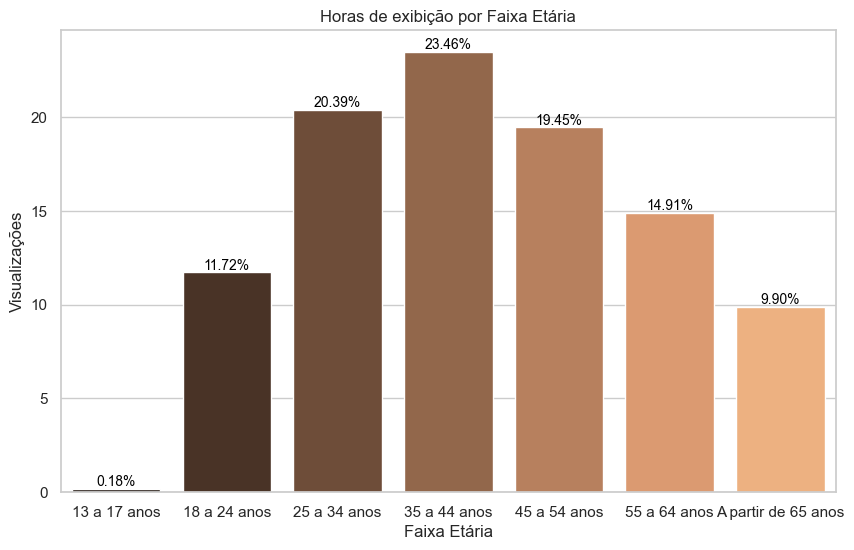 Horas de exibição por Faixa Etária
Visualizações
20
15
10
5
0
0.18%
11.72%
20.39%
23.46%
19.45%
14.91%
9.90%
13 a 17 anos
18 a 24 anos
25 a 34 anos
35 a 44 anos
45 a 54 anos
55 a 64 anos
A partir de 65 anos
Faixa Etária